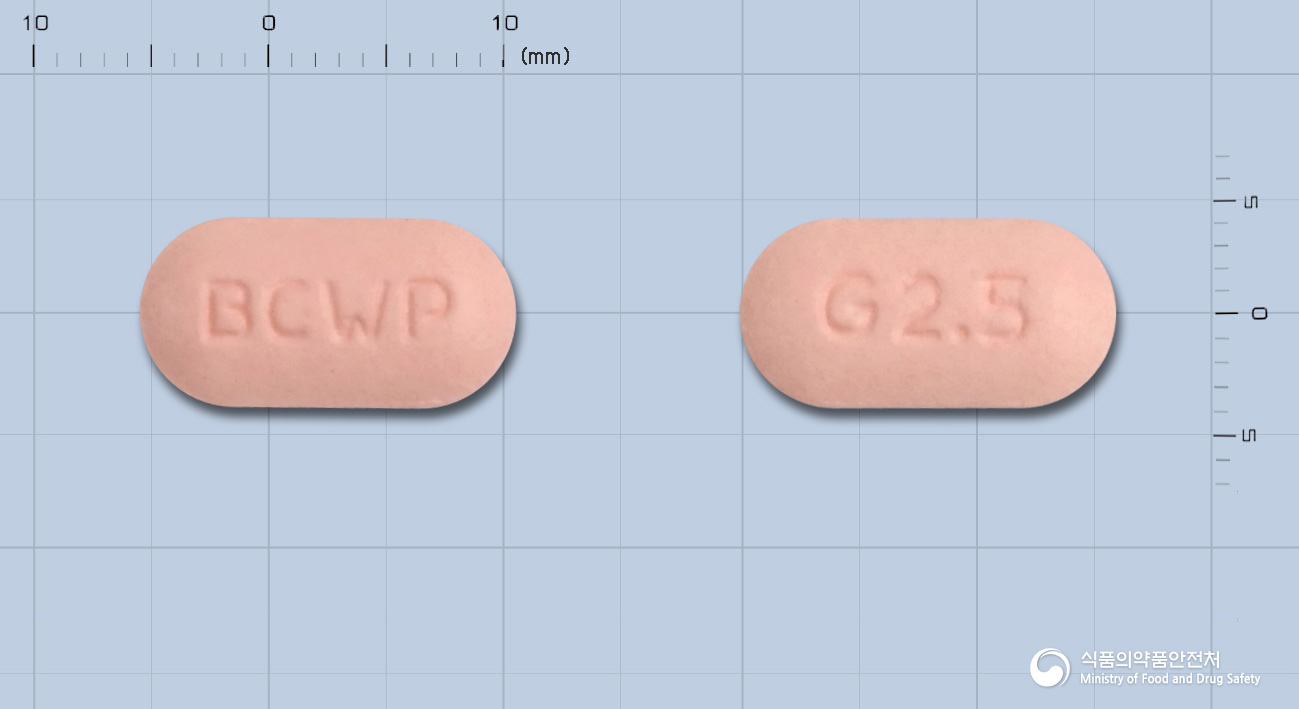 10 0 10 (mm)
5
0
5
BCWP
G2.5
식품의약품안전처
Ministry of Food and Drug Safety